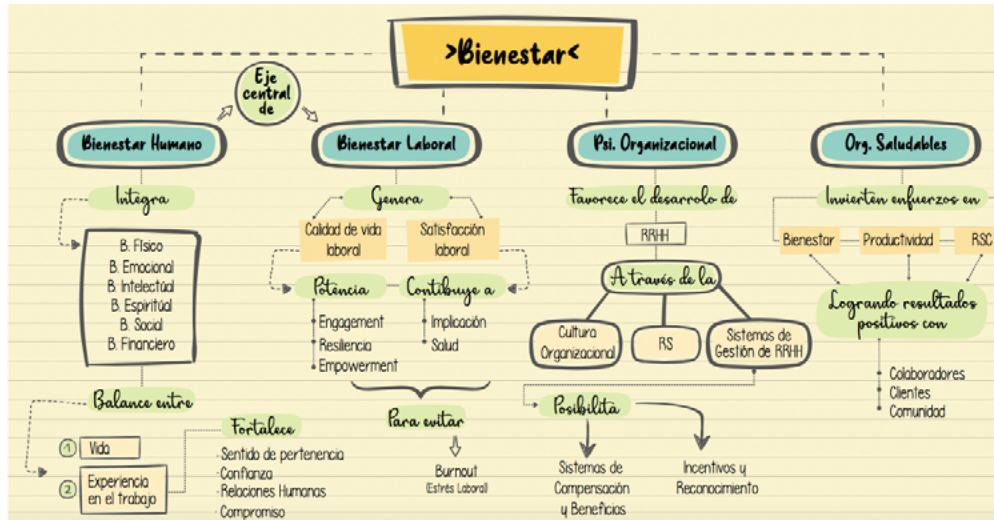 >Bienestar<
Eje
central
de
Bienestar Humano
Integra
B. Físico
B. Emocional
B. Intelectual
B. Espiritual
B. Social
B. Financiero
Balance entre
1 Vida
2 Experiencia
en el trabajo
Fortalece
· Sentido de pertenencia
· Confianza
· Relaciones Humanas
· Compromiso
Bienestar Laboral
Genera
Calidad de vida
laboral
Satisfacción
laboral
Potencia
Engagement
Resiliencia
Empowerment
Contribuye a
Implicación
Salud
Para evitar
Burnout
(Estrés Laboral)
Psi. Organizacional
Favorece el desarrolo de
RRHH
A través de la
Cultura
Organizacional
RS
Sistemas de
Gestión de RRHH
Posibilita
Sistemas de
Compensación
y Beneficios
Incentivos y
Reconocimiento
Org. Saludables
Invierten enfuerzos en
Bienestar
Productividad
RSC
Logrando resultados
positivos con
Colaboradores
Clientes
Comunidad